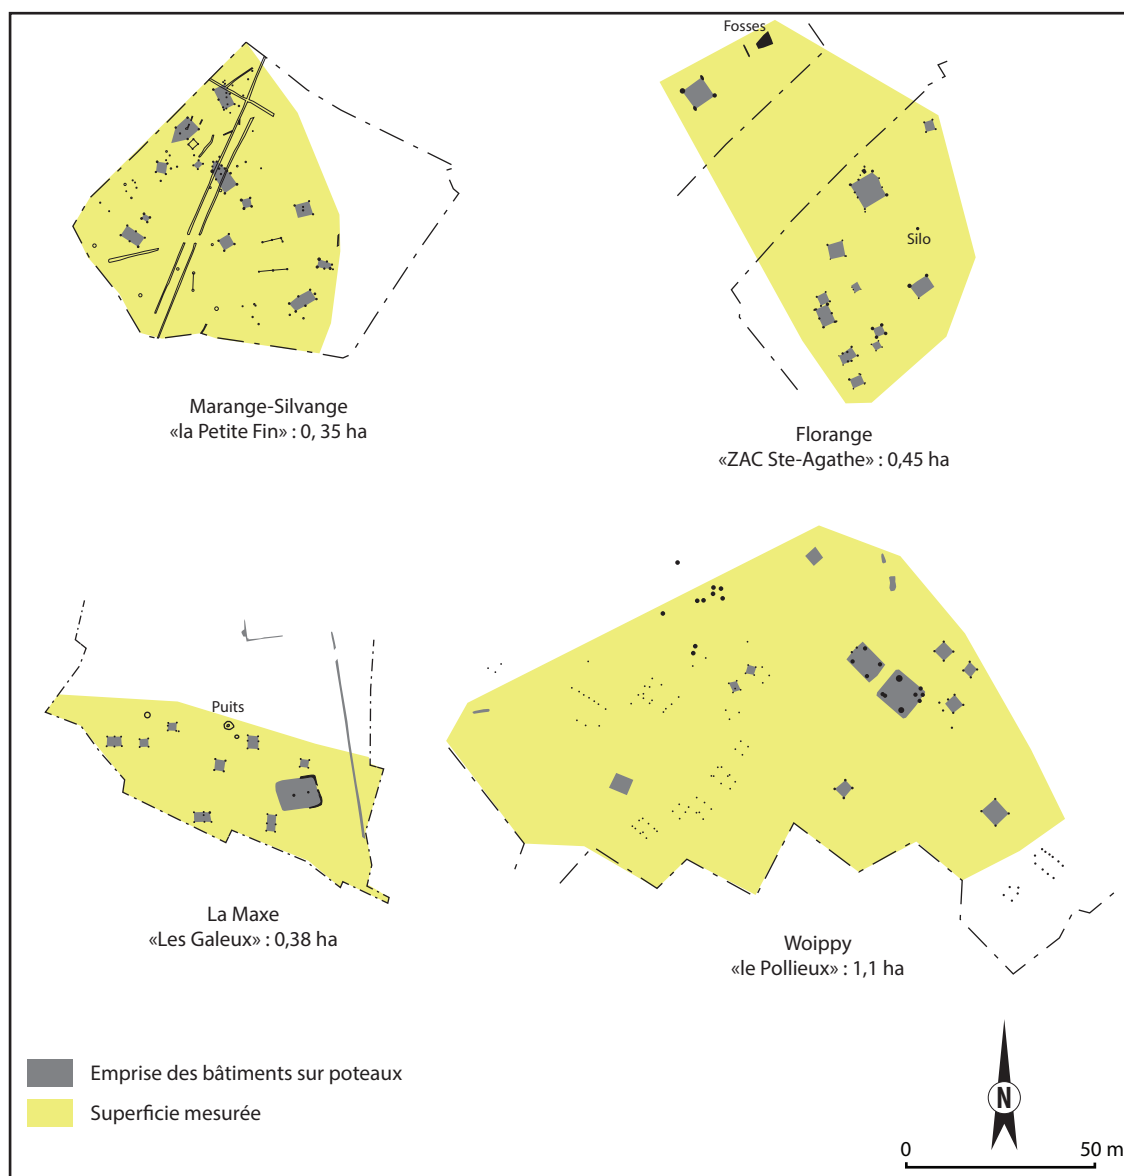 Fosses
Silo
Marange-Silvange
«la Petite Fin» : 0, 35 ha
Florange
«ZAC Ste-Agathe» : 0,45 ha
Puits
La Maxe
«Les Galeux» : 0,38 ha
Woippy
«le Pollieux» : 1,1 ha
Emprise des bâtiments sur poteaux
Superficie mesurée
N
0 50 m